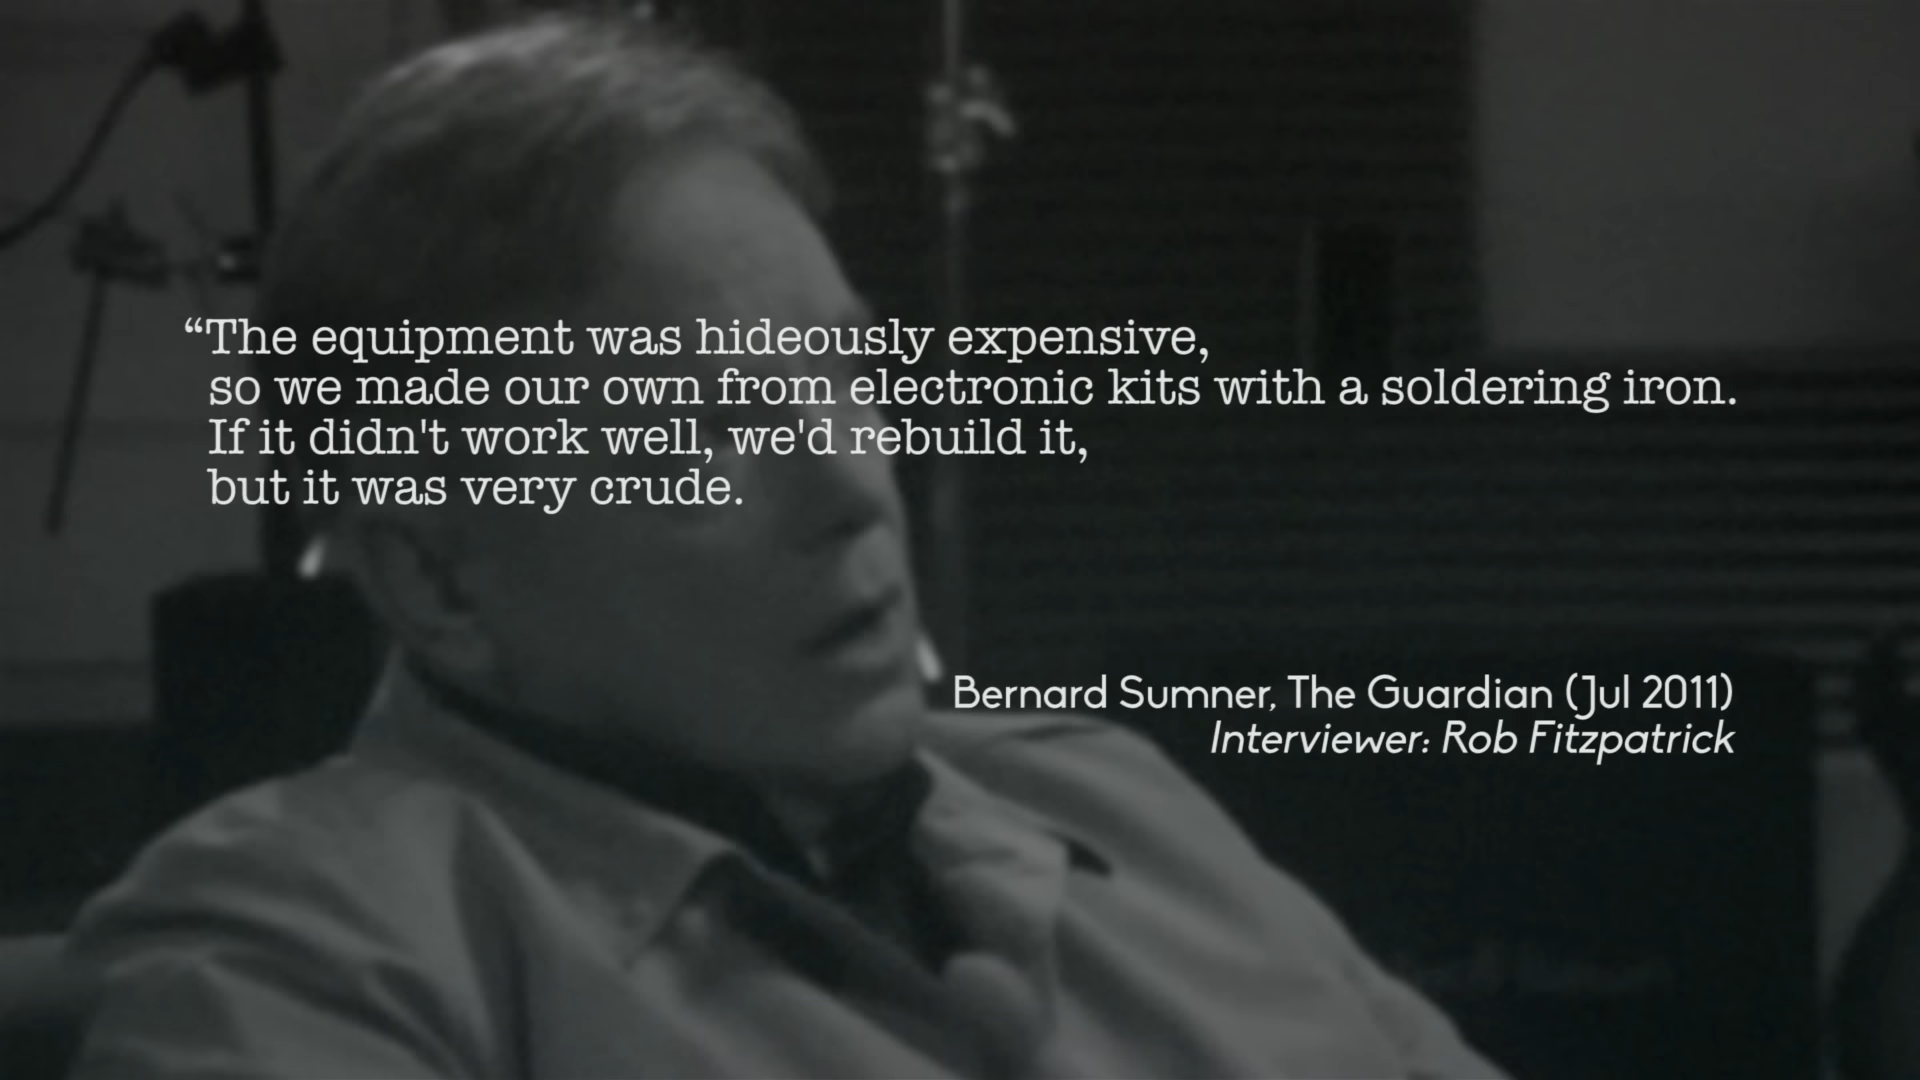 “The equipment was hideously expensive,
so we made our own from electronic kits with a soldering iron.
If it didn't work well, we'd rebuild it,
but it was very crude.
Bernard Sumner, The Guardian (Jul 2011)
Interviewer: Rob Fitzpatrick